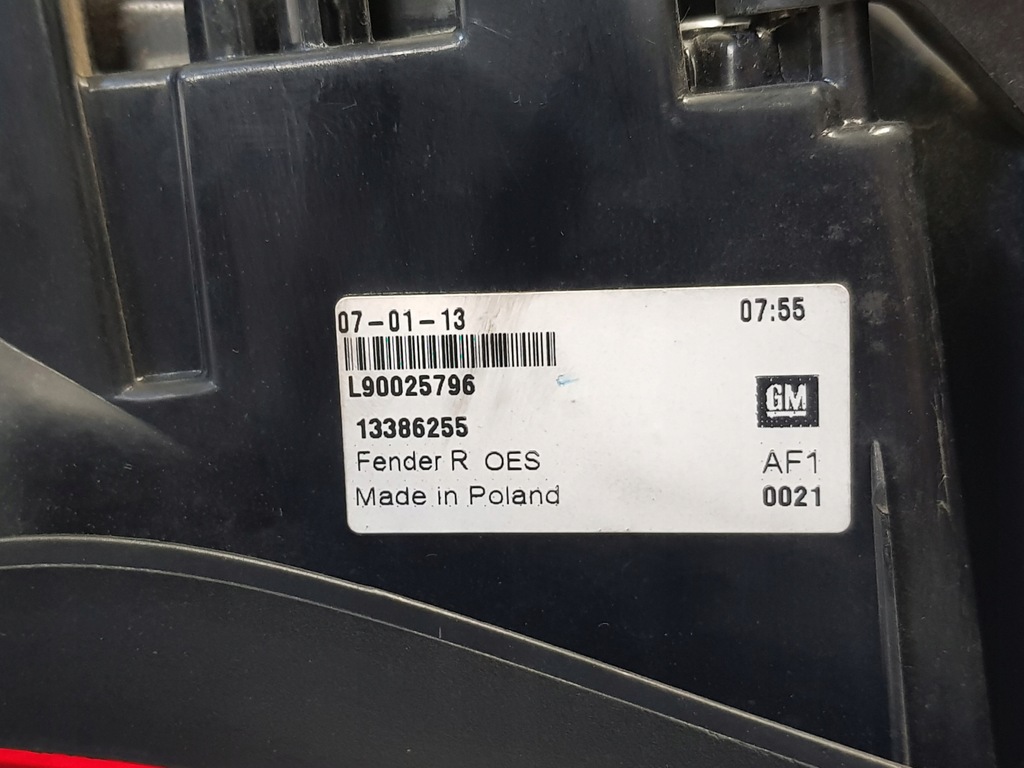 07-01-13 07:55
L90025796
GM
13386255
Fender R OES AF1
Made in Poland 0021